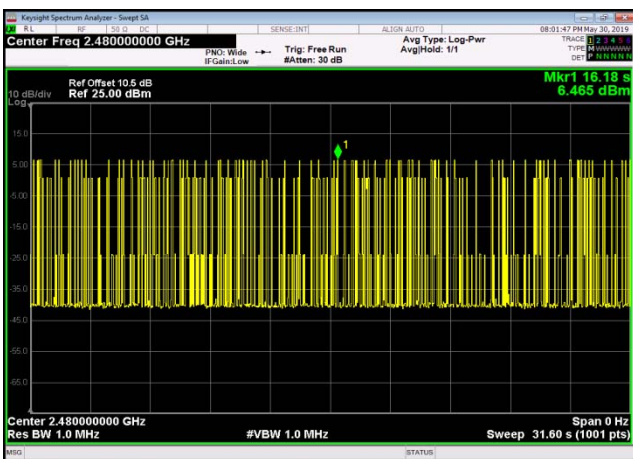 Keysight Spectrum Analyzer - Swept SA
RL RF 50 Ω DC SENSE:INT ALIGN AUTO 08:01:47 PM May 30, 2019
Center Freq 2.480000000 GHz Avg Type: Log-Pwr TRACE 1 2 3 4 5 6
PNO: Wide Trig: Free Run Avg|Hold: 1/1 TYPE M WWWWW
IFGain:Low #Atten: 30 dB DET P N N N N N
Ref Offset 10.5 dB Mkr1 16.18 s
10 dB/div Ref 25.00 dBm 6.465 dBm
Log
15.0
1
5.00
-5.00
-15.0
-25.0
-35.0
-45.0
-55.0
-65.0
Center 2.480000000 GHz Span 0 Hz
Res BW 1.0 MHz #VBW 1.0 MHz Sweep 31.60 s (1001 pts)
MSG STATUS